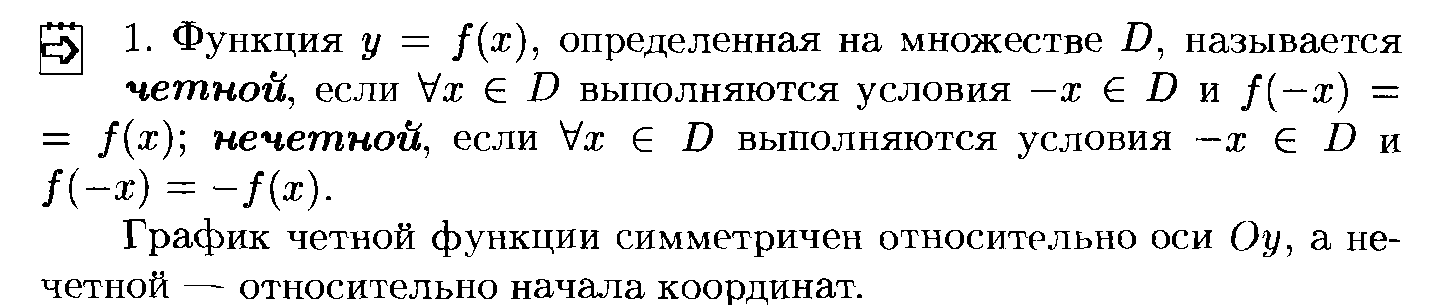 1. Функция y = f(x), определенная на множестве D, называется
четной, если ∀x ∈ D выполняются условия −x ∈ D и f(−x) =
= f(x); нечетной, если ∀x ∈ D выполняются условия −x ∈ D и
f(−x) = −f(x).
График четной функции симметричен относительно оси Oy, а не-
четной — относительно начала координат.